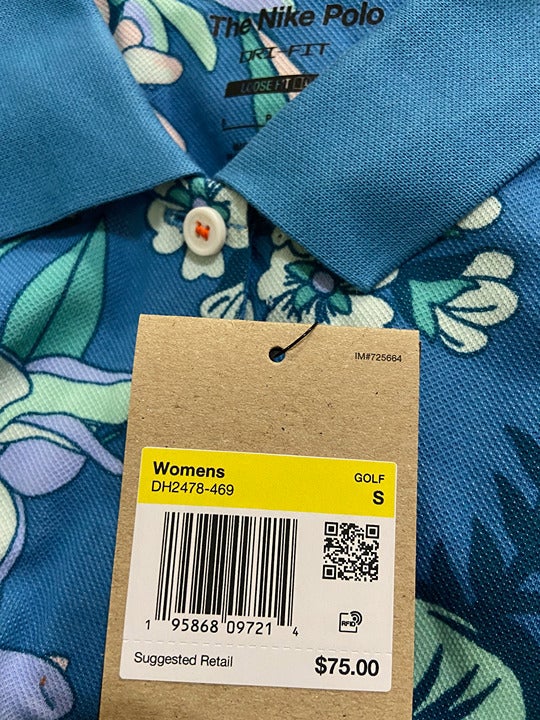 The Nike Polo
DRI-FIT
LOOSE FIT
IM#725664
Womens
GOLF
DH2478-469
S
1 95868 09721 4
RFID
Suggested Retail
$75.00